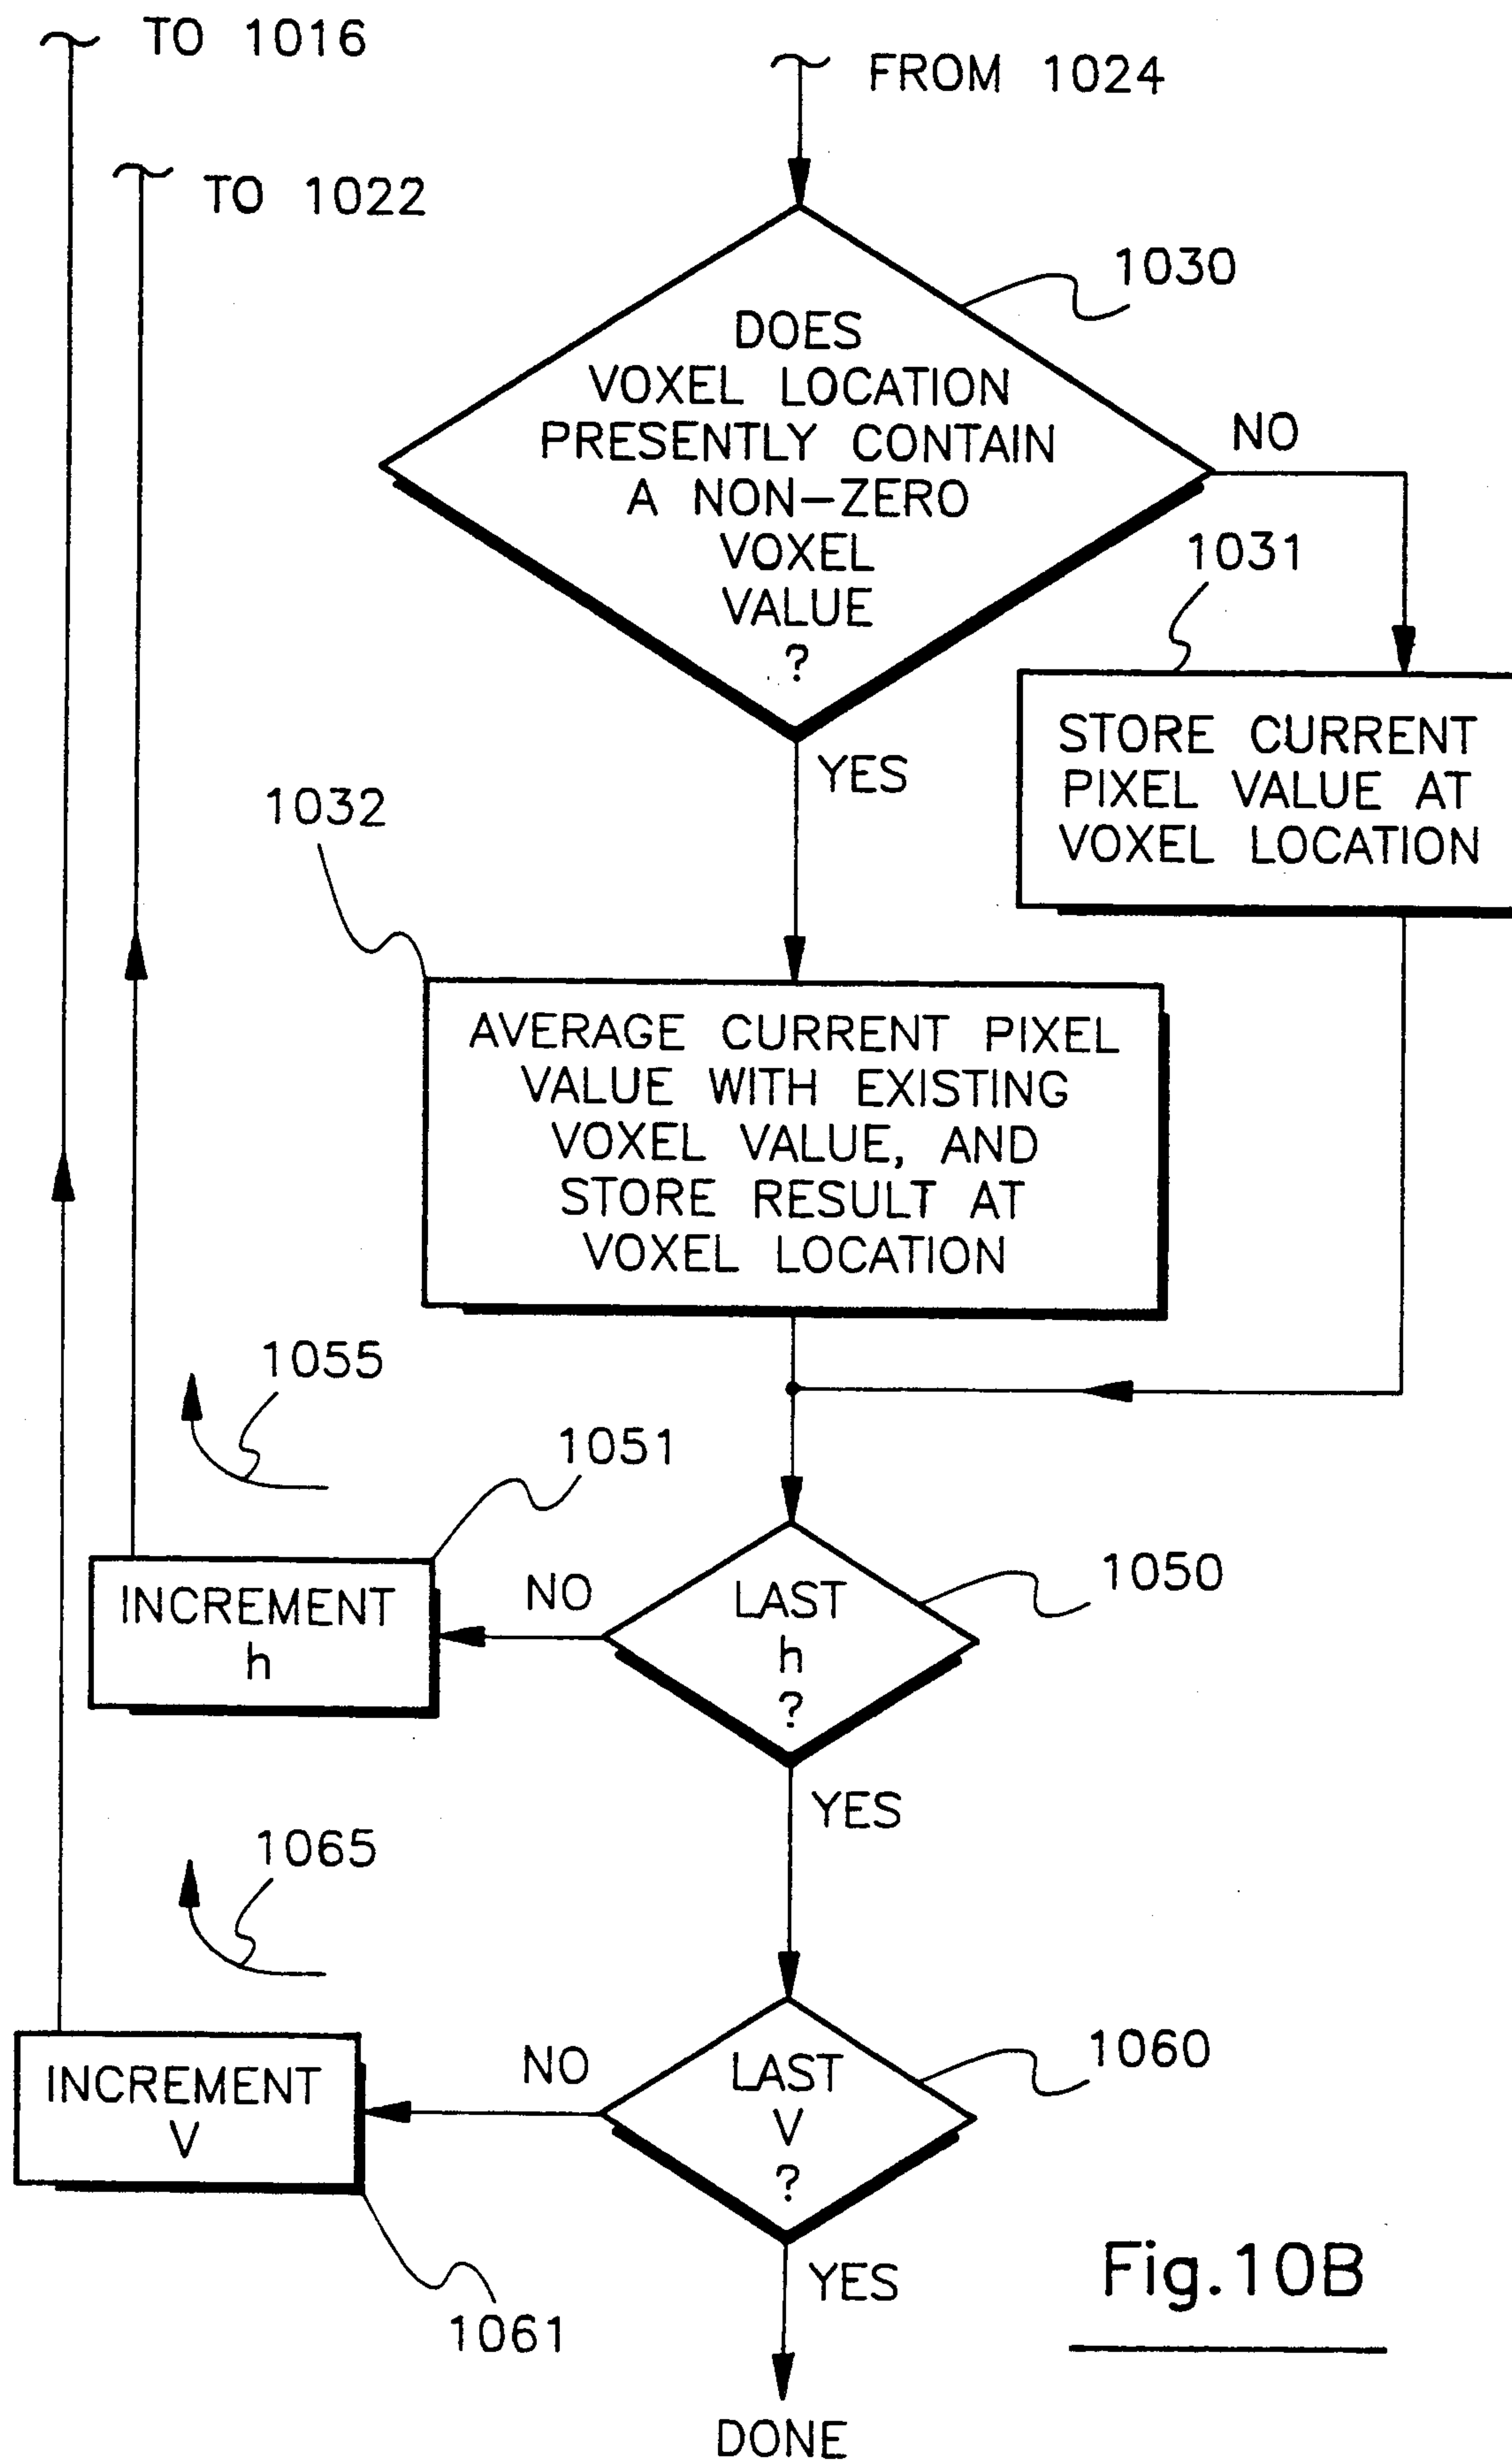 TO 1016
FROM 1024
TO 1022
1030
DOES
VOXEL LOCATION
PRESENTLY CONTAIN
A NON-ZERO
VOXEL
VALUE
?
NO
1031
STORE CURRENT
PIXEL VALUE AT
VOXEL LOCATION
YES
1032
AVERAGE CURRENT PIXEL
VALUE WITH EXISTING
VOXEL VALUE, AND
STORE RESULT AT
VOXEL LOCATION
1055
1051
INCREMENT
h
NO
LAST
h
?
1050
YES
1065
INCREMENT
V
NO
LAST
V
?
1060
1061
YES
DONE
Fig.10B